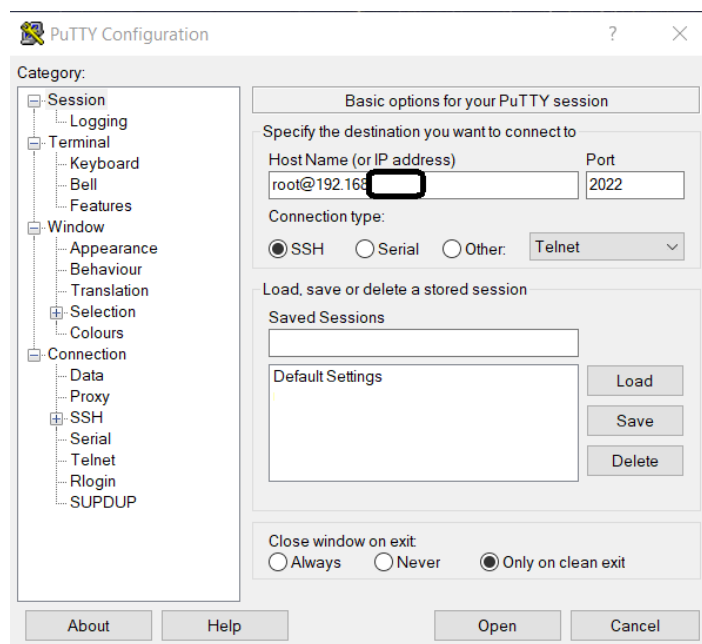 PuTTY Configuration
?
Category:
Session
Logging
Terminal
Keyboard
Bell
Features
Window
Appearance
Behaviour
Translation
Selection
Colours
Connection
Data
Proxy
SSH
Serial
Telnet
Rlogin
SUPDUP
Basic options for your PuTTY session
Specify the destination you want to connect to
Host Name (or IP address) Port
root@192.168 2022
Connection type:
SSH Serial Other: Telnet
Load, save or delete a stored session
Saved Sessions
Default Settings
Load
Save
Delete
Close window on exit:
Always Never Only on clean exit
About Help Open Cancel